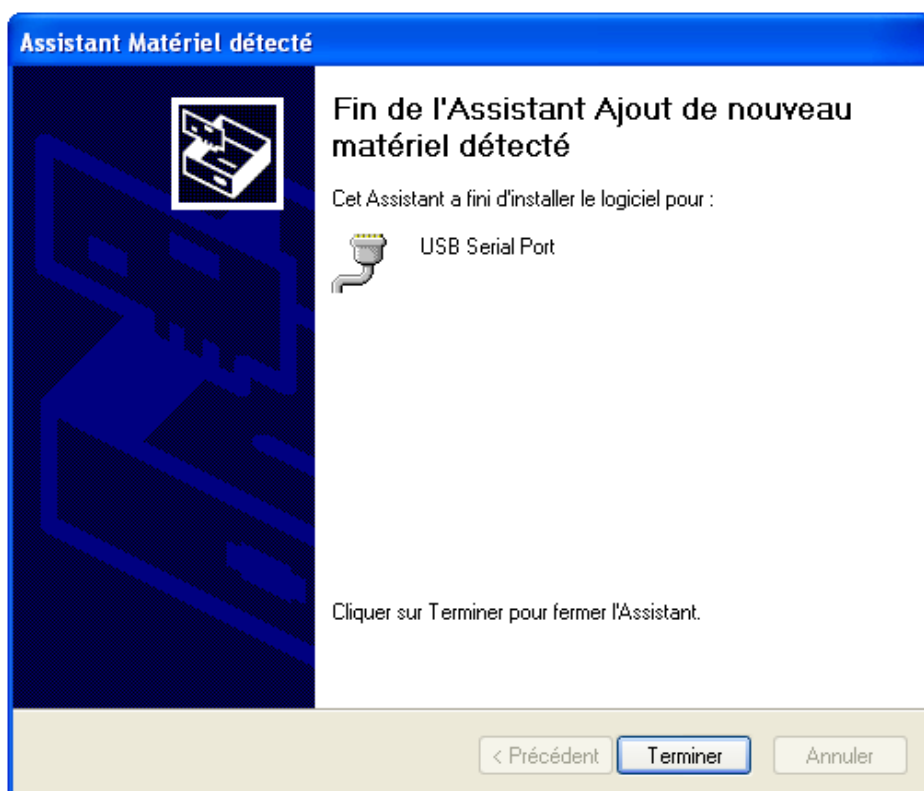 Assistant Matériel détecté
Fin de l'Assistant Ajout de nouveau
matériel détecté
Cet Assistant a fini d'installer le logiciel pour :
USB Serial Port
Cliquer sur Terminer pour fermer l'Assistant.
< Précédent
Terminer
Annuler